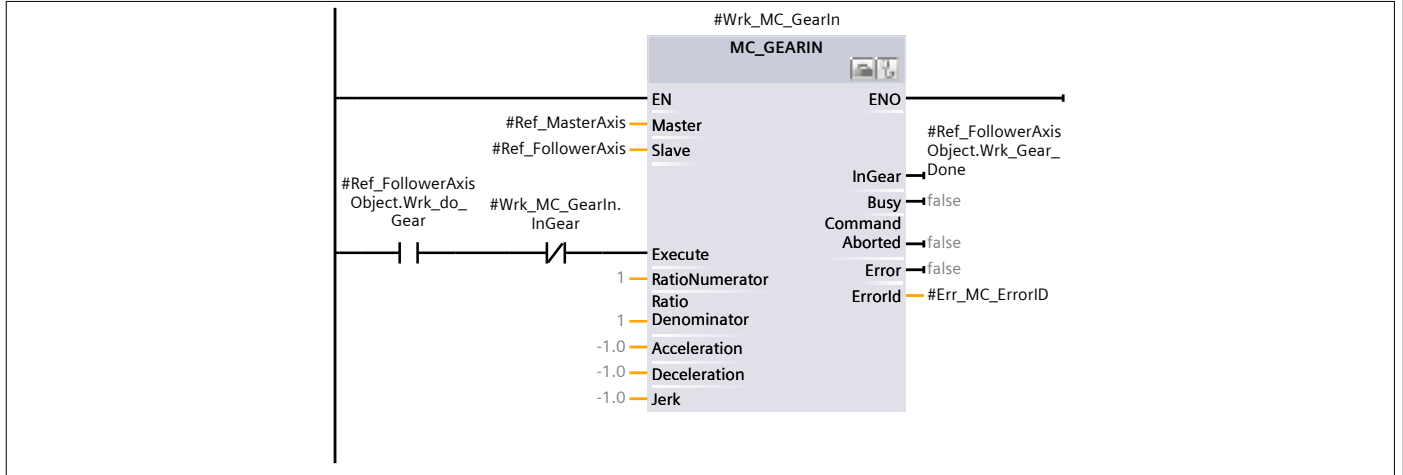 #Wrk_MC_GearIn
MC_GEARIN
EN
ENO
#Ref_MasterAxis
Master
#Ref_FollowerAxis
Slave
#Ref_FollowerAxis
Object.Wrk_Gear_
Done
InGear
Busy
false
Command
Aborted
false
#Ref_FollowerAxis
Object.Wrk_do_
Gear
#Wrk_MC_GearIn.
InGear
Execute
Error
false
1
RatioNumerator
ErrorId
#Err_MC_ErrorID
Ratio
Denominator
1
-1.0
Acceleration
-1.0
Deceleration
-1.0
Jerk